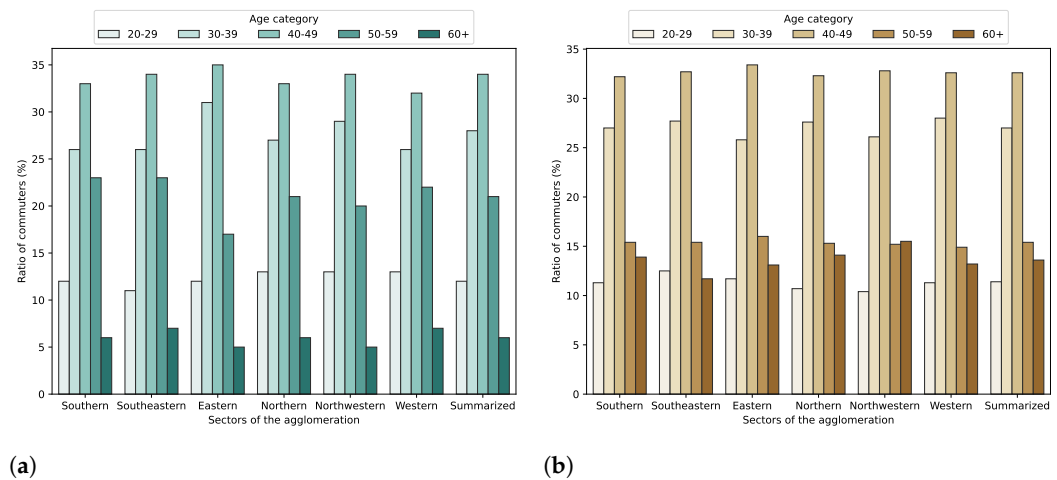 Age category
20-29 30-39 40-49 50-59 60+
Ratio of commuters (%)
35
30
25
20
15
10
5
0
Southern Southeastern Eastern Northern Northwestern Western Summarized
Sectors of the agglomeration
(a)
Age category
20-29 30-39 40-49 50-59 60+
Ratio of commuters (%)
35
30
25
20
15
10
5
0
Southern Southeastern Eastern Northern Northwestern Western Summarized
Sectors of the agglomeration
(b)